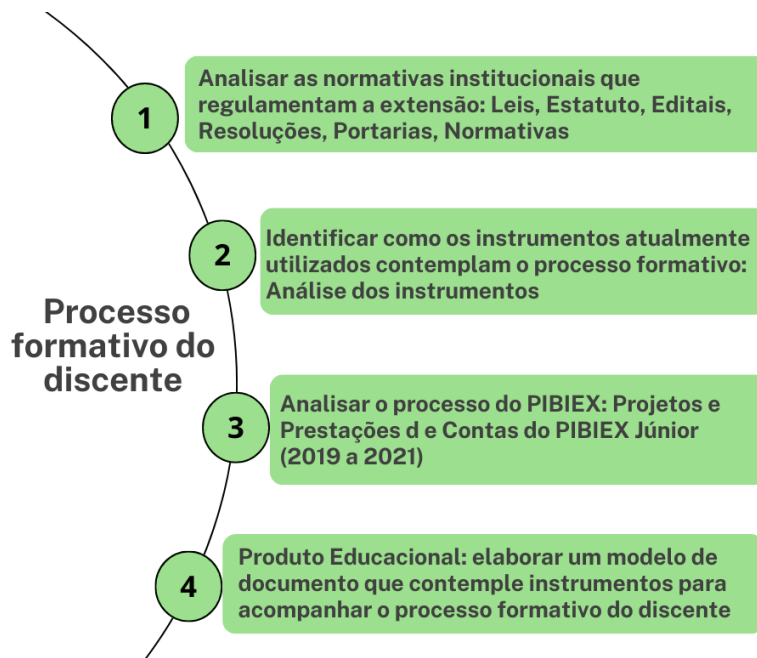 1
Analisar as normativas institucionais que
regulamentam a extensão: Leis, Estatuto, Editais,
Resoluções, Portarias, Normativas
2
Identificar como os instrumentos atualmente
utilizados contemplam o processo formativo:
Análise dos instrumentos
Processo
formativo do
discente
3
Analisar o processo do PIBIEX: Projetos e
Prestações d e Contas do PIBIEX Júnior
(2019 a 2021)
4
Produto Educacional: elaborar um modelo de
documento que contemple instrumentos para
acompanhar o processo formativo do discente